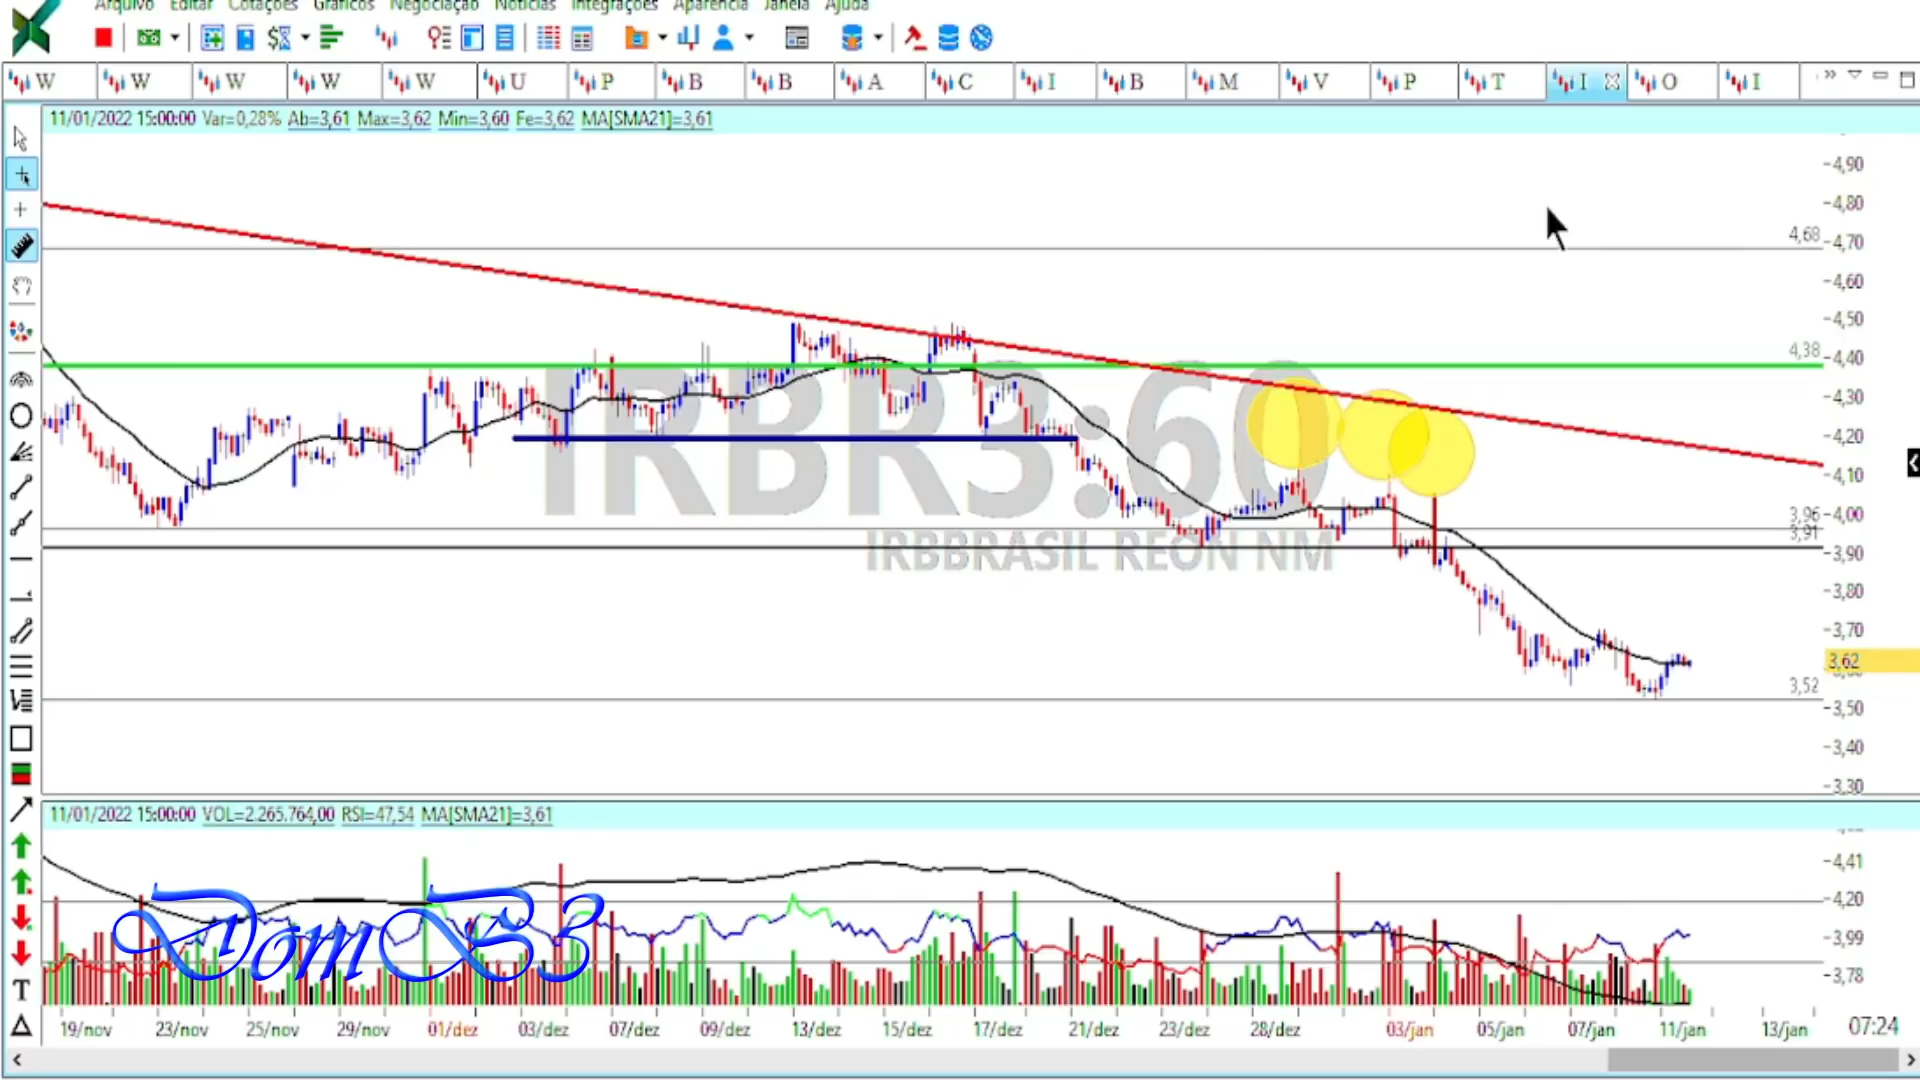 Arquivo Editar Cotações Gráficos Negociação Notícias Integrações Aparência Janela Ajuda
W W W W W U P B B A C I B M V P T I O I
11/01/2022 15:00:00 Var=0,28% Ab=3,61 Max=3,62 Min=3,60 Fe=3,62 MA[SMA21]=3,61
4,90
4,80
4,68
4,70
4,60
4,50
4,38
4,40
4,30
4,20
4,10
3,96
4,00
3,91
3,90
3,80
3,70
3,62
3,52
3,50
3,40
3,30
IRBR3:60
IRBBRASIL REON NM
11/01/2022 15:00:00 VOL=2.265.764,00 RSI=47,54 MA[SMA21]=3,61
4,41
4,20
3,99
3,78
DomB3
T
19/nov 23/nov 25/nov 29/nov 01/dez 03/dez 07/dez 09/dez 13/dez 15/dez 17/dez 21/dez 23/dez 28/dez 03/jan 05/jan 07/jan 11/jan 13/jan 07:24